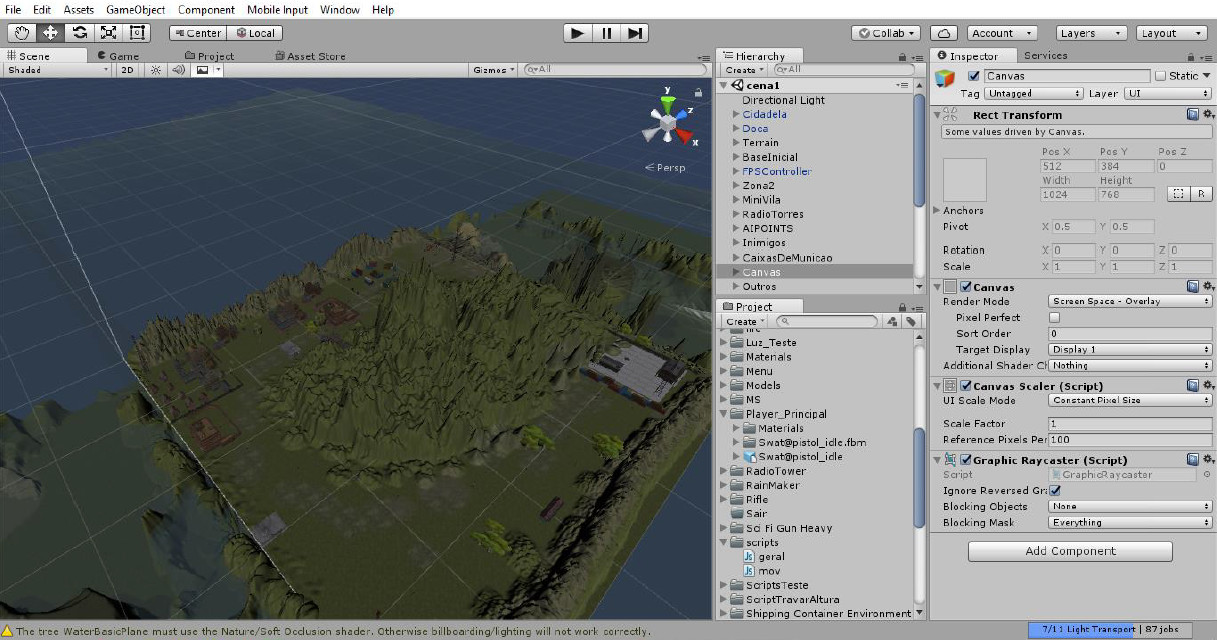 File Edit Assets GameObject Component Mobile Input Window Help
Center Local Collab Account Layers Layout
Scene Game Project Asset Store
Shaded 2D Gizmos All
y
z
x
Persp
Hierarchy
Create All
cena1
Directional Light
Cidadela
Doca
Terrain
BaseInicial
FPSController
Zona2
MiniVila
RadioTorres
AIPOINTS
Inimigos
CaixasDeMunicao
Canvas
Outros
Project
Create
Luz_Teste
Materials
Menu
Models
MS
Player_Principal
Materials
Swat@pistol_idle.fbm
Swat@pistol_idle
RadioTower
RainMaker
Rifle
Sair
Sci Fi Gun Heavy
scripts
geral
mov
ScriptsTeste
ScriptTravarAltura
Shipping Container Environment
Inspector Services
Canvas Static
Tag Untagged Layer UI
Rect Transform
Some values driven by Canvas.
Pos X Pos Y Pos Z
512 384 0
Width Height
1024 768 R
Anchors
Pivot X 0.5 Y 0.5
Rotation X 0 Y 0 Z 0
Scale X 1 Y 1 Z 1
Canvas
Render Mode Screen Space - Overlay
Pixel Perfect
Sort Order 0
Target Display Display 1
Additional Shader Ch Nothing
Canvas Scaler (Script)
UI Scale Mode Constant Pixel Size
Scale Factor 1
Reference Pixels Per 100
Graphic Raycaster (Script)
Script GraphicRaycaster
Ignore Reversed Gra
Blocking Objects None
Blocking Mask Everything
Add Component
The tree WaterBasicPlane must use the Nature/Soft Occlusion shader. Otherwise billboarding/lighting will not work correctly.
7/11 Light Transport | 87 jobs